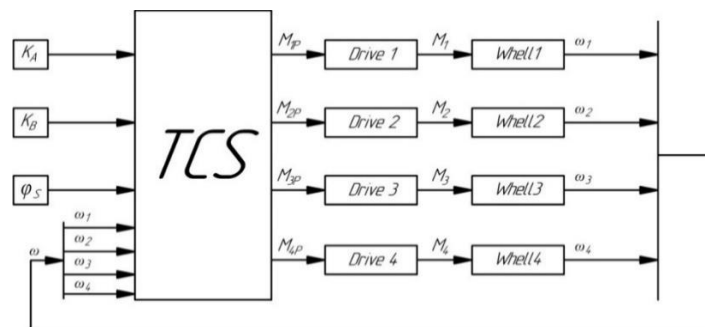 K_A M_1P Drive 1 M_1 Whell1 ω_1
K_B M_2P Drive 2 M_2 Whell2 ω_2
TCS
φ_S M_3P Drive 3 M_3 Whell3 ω_3
ω_1
ω ω_2
ω_3
ω_4
M_4P Drive 4 M_4 Whell4 ω_4